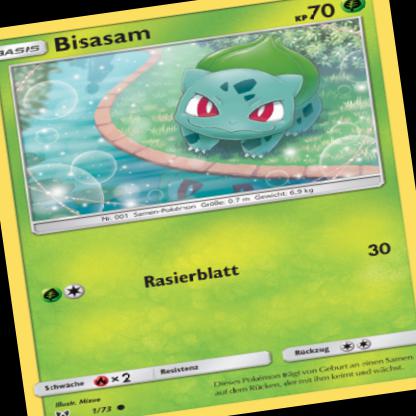 BASIS Bisasam KP70
Nr. 001 Samen-Pokémon Größe: 0.7 m Gewicht: 6.9 kg
Rasierblatt 30
Schwäche ×2 Resistenz Rückzug
Illustr. Mizue
Dieses Pokémon trägt von Geburt an einen Samen
auf dem Rücken, der mit ihm keimt und wächst.
1/73